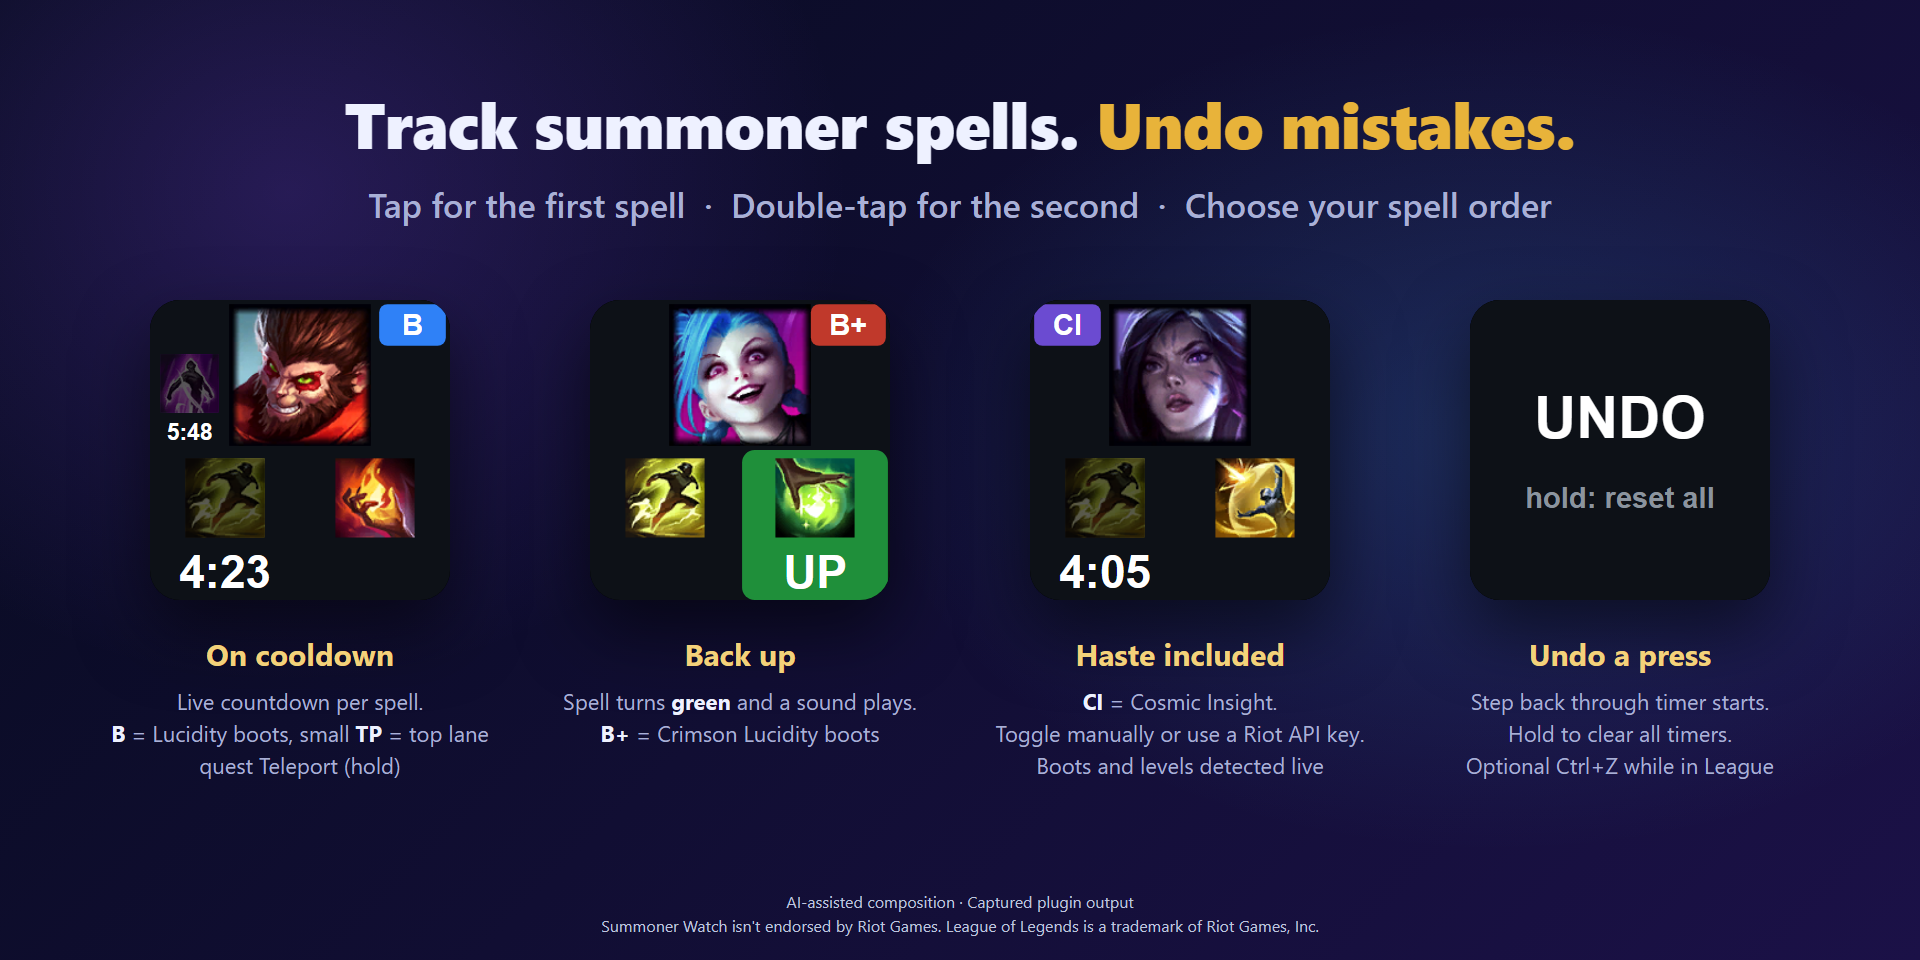 Track summoner spells. Undo mistakes.
Tap for the first spell · Double-tap for the second · Choose your spell order
B
5:48
4:23
B+
UP
CI
4:05
UNDO
hold: reset all
On cooldown
Live countdown per spell.
B = Lucidity boots, small TP = top lane
quest Teleport (hold)
Back up
Spell turns green and a sound plays.
B+ = Crimson Lucidity boots
Haste included
CI = Cosmic Insight.
Toggle manually or use a Riot API key.
Boots and levels detected live
Undo a press
Step back through timer starts.
Hold to clear all timers.
Optional Ctrl+Z while in League
AI-assisted composition · Captured plugin output
Summoner Watch isn't endorsed by Riot Games. League of Legends is a trademark of Riot Games, Inc.